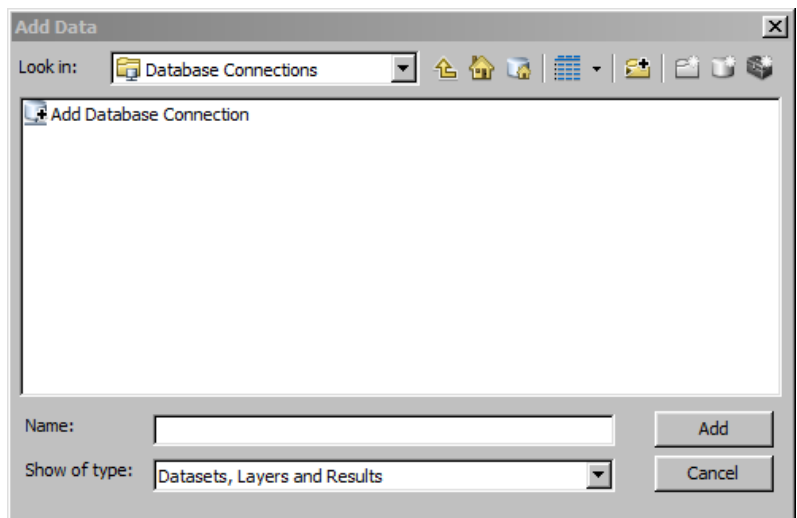 Add Data
Look in: Database Connections
Add Database Connection
Name: Add
Show of type: Datasets, Layers and Results Cancel